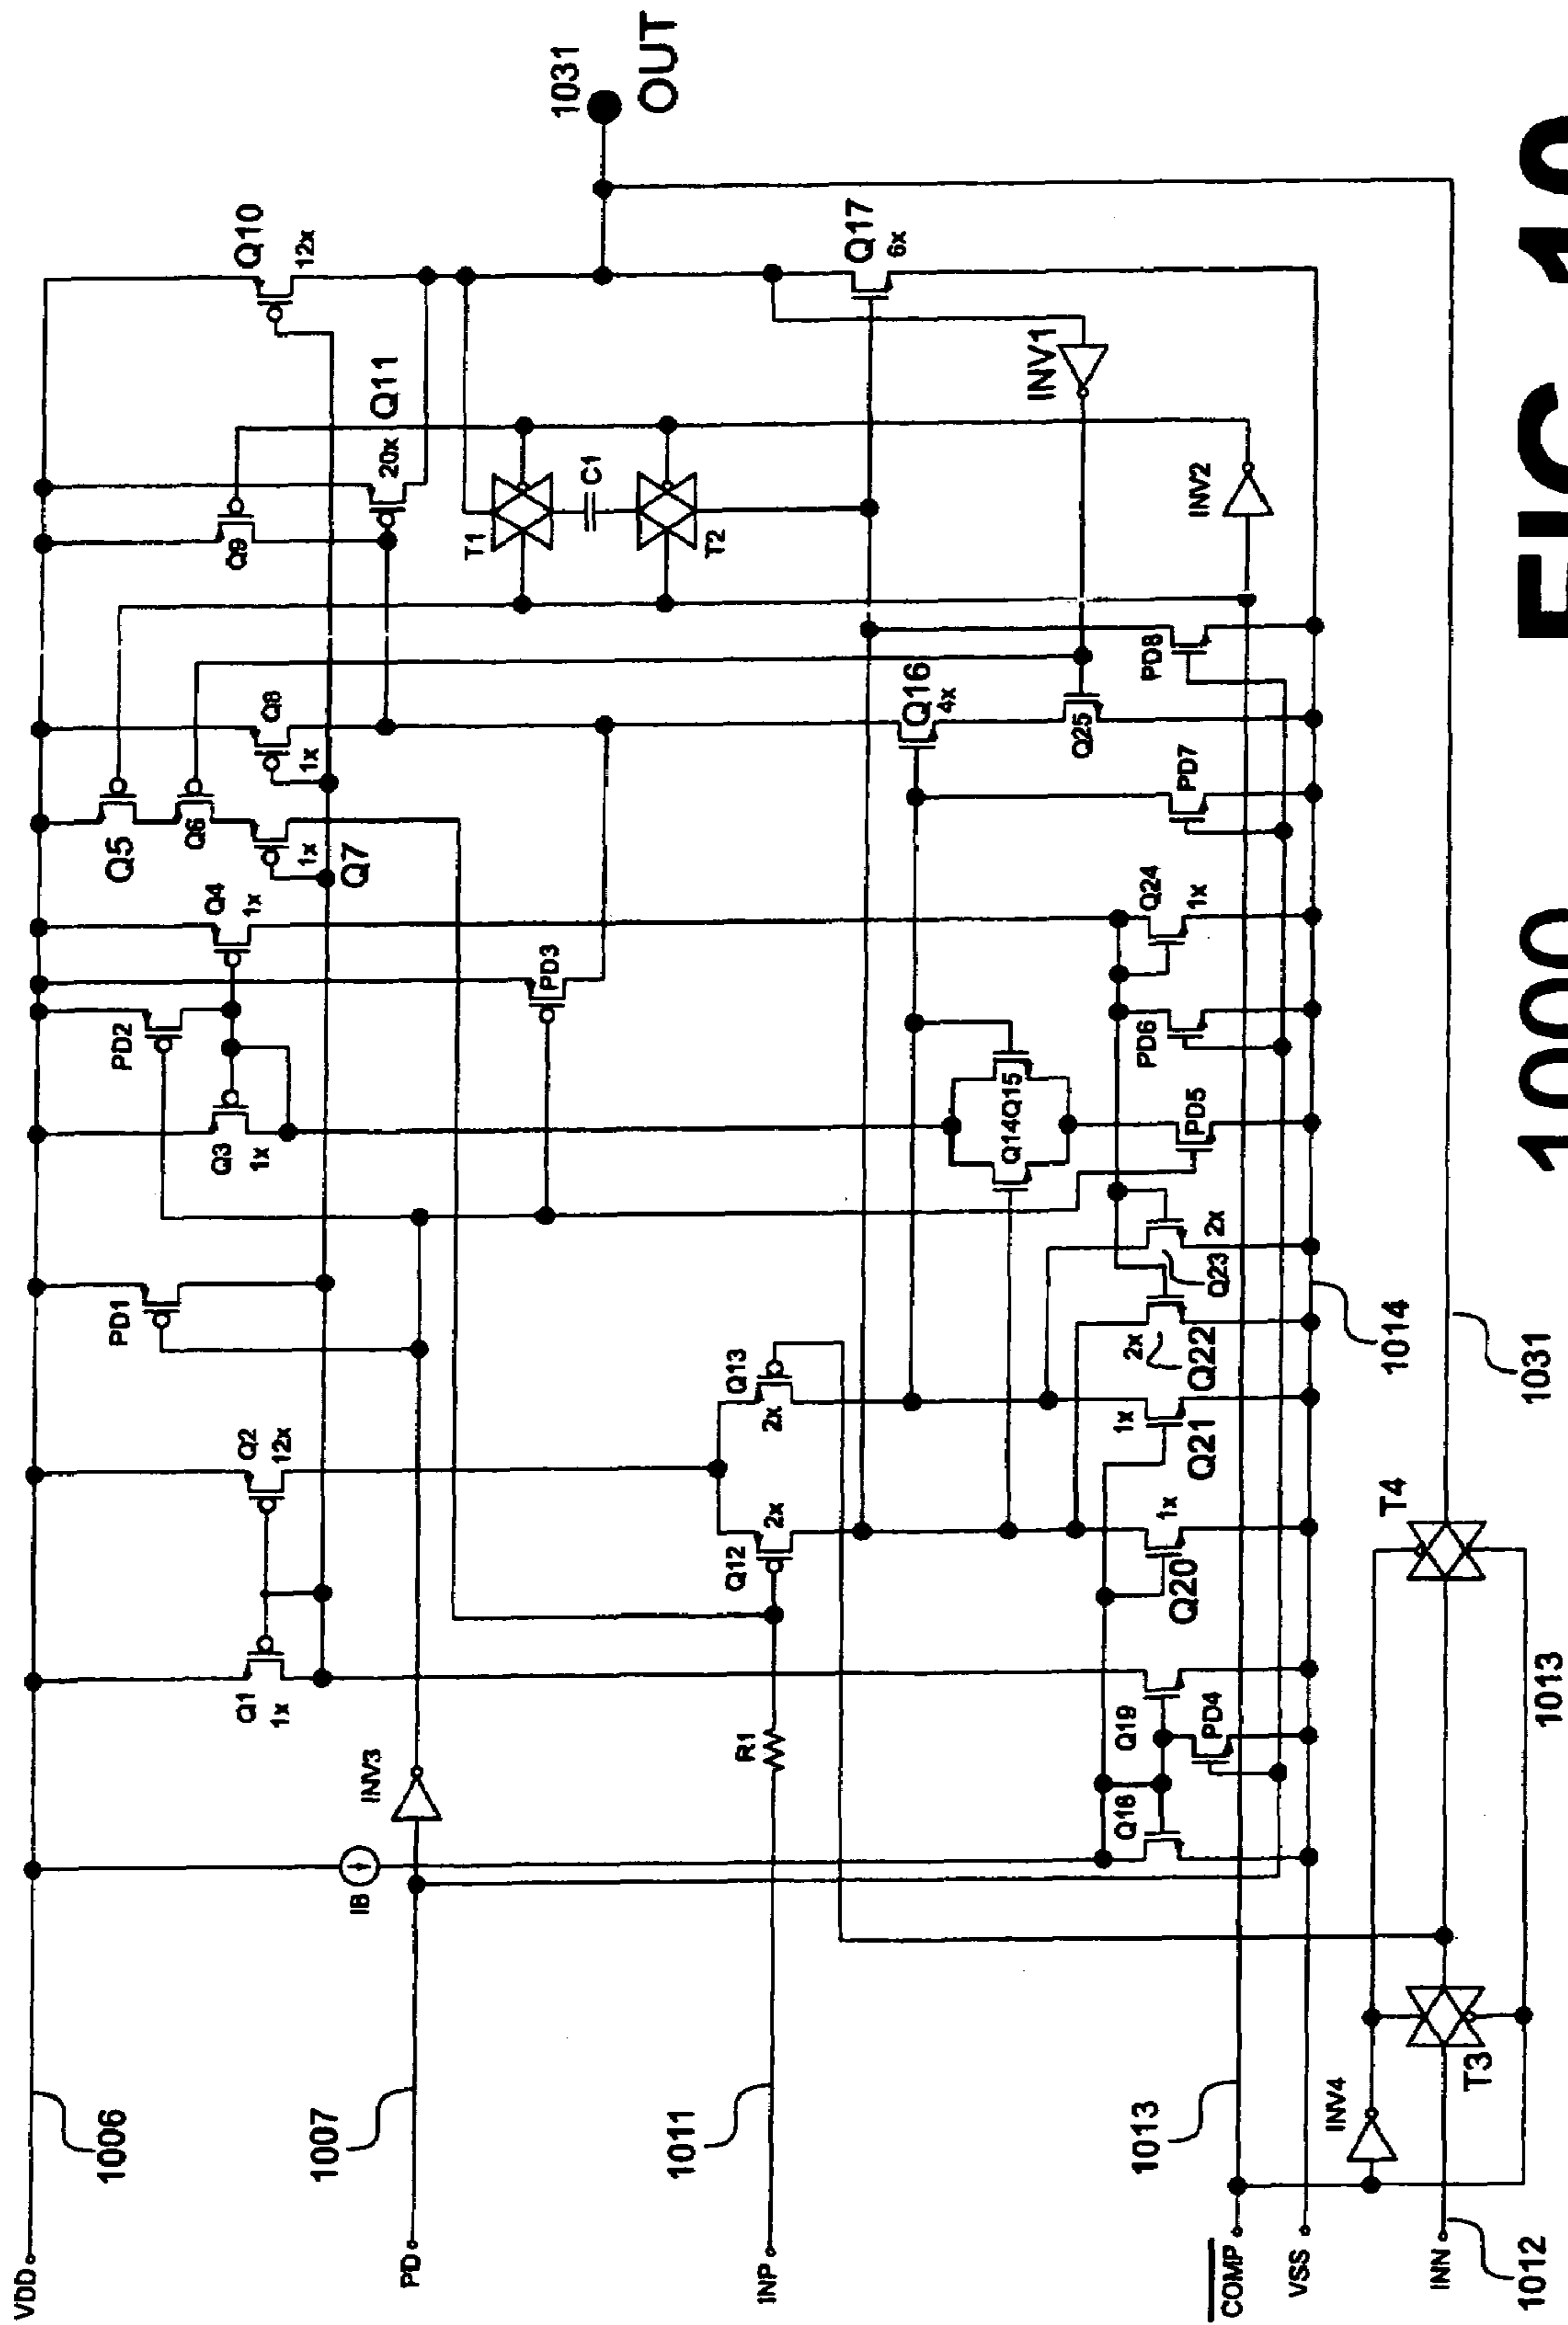 VDD
1006
PD
1007
INP
1011
COMP
1013
VSS
INN
1012
INV4
T3
1013
T4
1031
1014
IB
INV3
R1
Q1
1x
Q2
12x
PD1
PD2
Q3
1x
Q4
1x
PD3
Q5
Q6
Q7
1x
Q8
1x
Q9
Q11
20x
Q10
12x
T1
C1
T2
1031
OUT
Q12
2x
Q13
2x
Q14
Q15
Q16
4x
Q17
6x
INV1
INV2
Q18
Q19
PD4
Q20
1x
Q21
1x
Q22
2x
Q23
2x
PD5
PD6
Q24
1x
PD7
Q25
PD8
1000